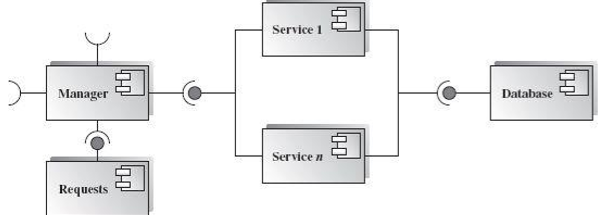 Service 1
Manager
Database
Service n
Requests